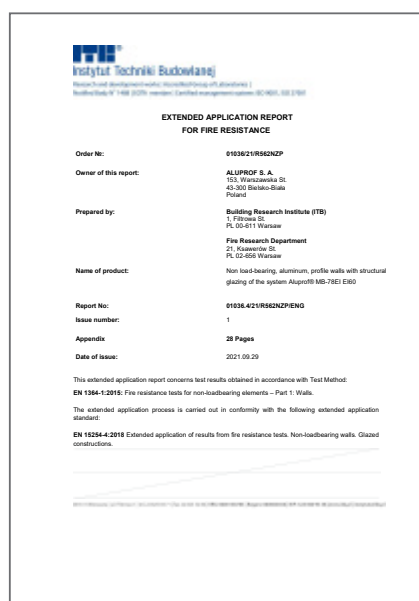 ITB
Instytut Techniki Budowlanej
EXTENDED APPLICATION REPORT
FOR FIRE RESISTANCE
Order №: 01036/21/R562NZP
Owner of this report: ALUPROF S. A.
153, Warszawska St.
43-300 Bielsko-Biała
Poland
Prepared by: Building Research Institute (ITB)
1, Filtrowa St.
PL 00-611 Warsaw
Fire Research Department
21, Ksawerów St.
PL 02-656 Warsaw
Name of product: Non load-bearing, aluminum, profile walls with structural
glazing of the system Aluprof® MB-78EI EI60
Report No: 01036.4/21/R562NZP/ENG
Issue number: 1
Appendix 28 Pages
Date of issue: 2021.09.29
This extended application report concerns test results obtained in accordance with Test Method:
EN 1364-1:2015: Fire resistance tests for non-loadbearing elements – Part 1: Walls.
The extended application process is carried out in conformity with the following extended application
standard:
EN 15254-4:2018 Extended application of results from fire resistance tests. Non-loadbearing walls. Glazed
constructions.